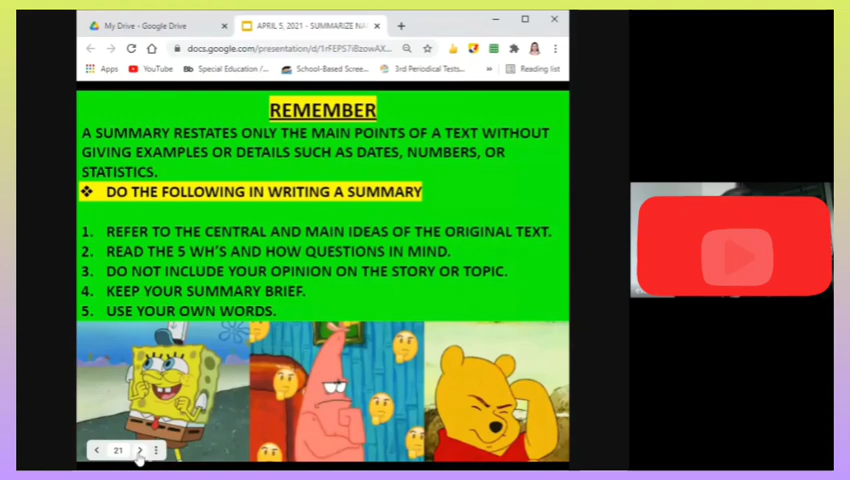 My Drive - Google Drive
APRIL 5, 2021 - SUMMARIZE NA
docs.google.com/presentation/d/1rFEPS7iBzowAX...
Apps YouTube Special Education /... School-Based Scree... 3rd Periodical Tests... » Reading list
REMEMBER
A SUMMARY RESTATES ONLY THE MAIN POINTS OF A TEXT WITHOUT
GIVING EXAMPLES OR DETAILS SUCH AS DATES, NUMBERS, OR
STATISTICS.
❖ DO THE FOLLOWING IN WRITING A SUMMARY
1. REFER TO THE CENTRAL AND MAIN IDEAS OF THE ORIGINAL TEXT.
2. READ THE 5 WH'S AND HOW QUESTIONS IN MIND.
3. DO NOT INCLUDE YOUR OPINION ON THE STORY OR TOPIC.
4. KEEP YOUR SUMMARY BRIEF.
5. USE YOUR OWN WORDS.
21